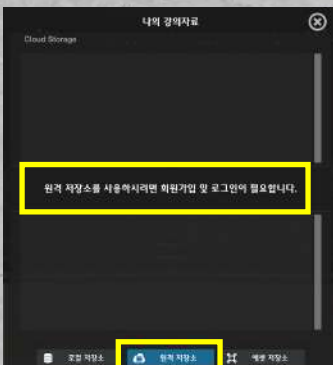 나의 강의자료
Cloud Storage
원격 저장소를 사용하시려면 회원가입 및 로그인이 필요합니다.
로컬 저장소
원격 저장소
에셋 저장소